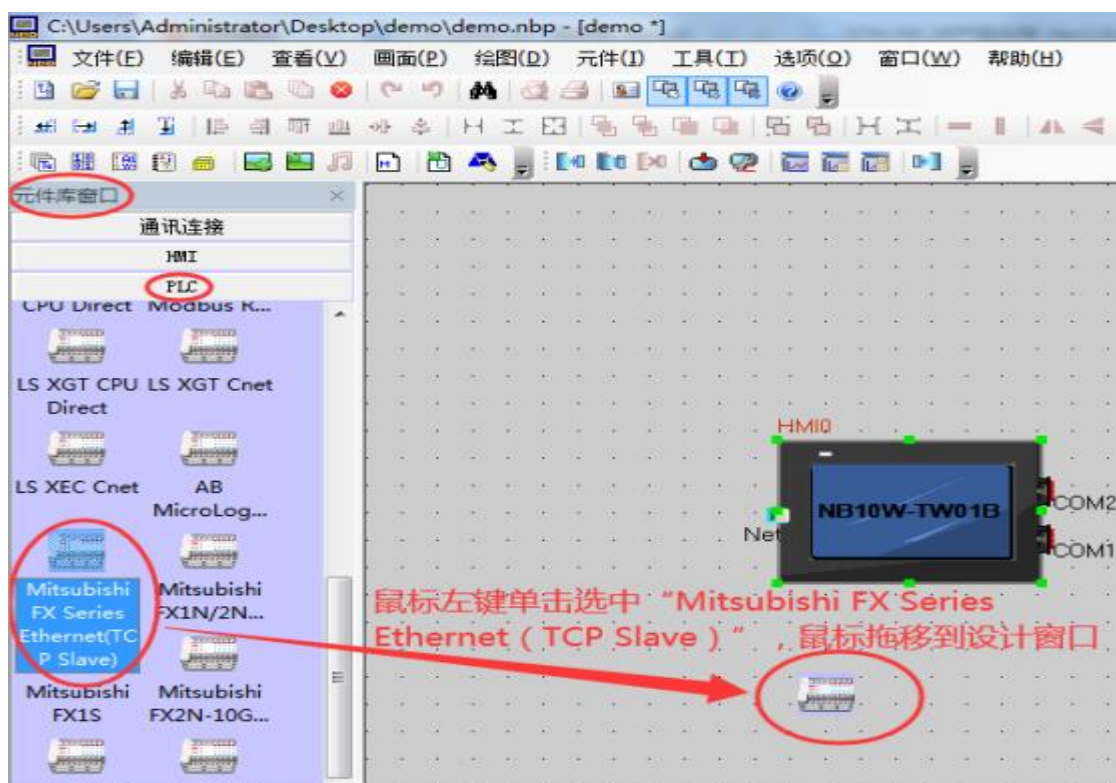 C:\Users\Administrator\Desktop\demo\demo.nbp - [demo *]
文件(F) 编辑(E) 查看(V) 画面(P) 绘图(D) 元件(I) 工具(T) 选项(O) 窗口(W) 帮助(H)
元件库窗口
通讯连接
HMI
PLC
CPU Direct Modbus R...
LS XGT CPU Direct
LS XGT Cnet
LS XEC Cnet
AB MicroLog...
Mitsubishi
FX Series
Ethernet(TC
P Slave)
Mitsubishi
FX1N/2N...
Mitsubishi
FX1S
Mitsubishi
FX2N-10G...
HMI0
NB10W-TW01B
COM2
Net
COM1
鼠标左键单击选中“Mitsubishi FX Series
Ethernet（TCP Slave）”，鼠标拖移到设计窗口